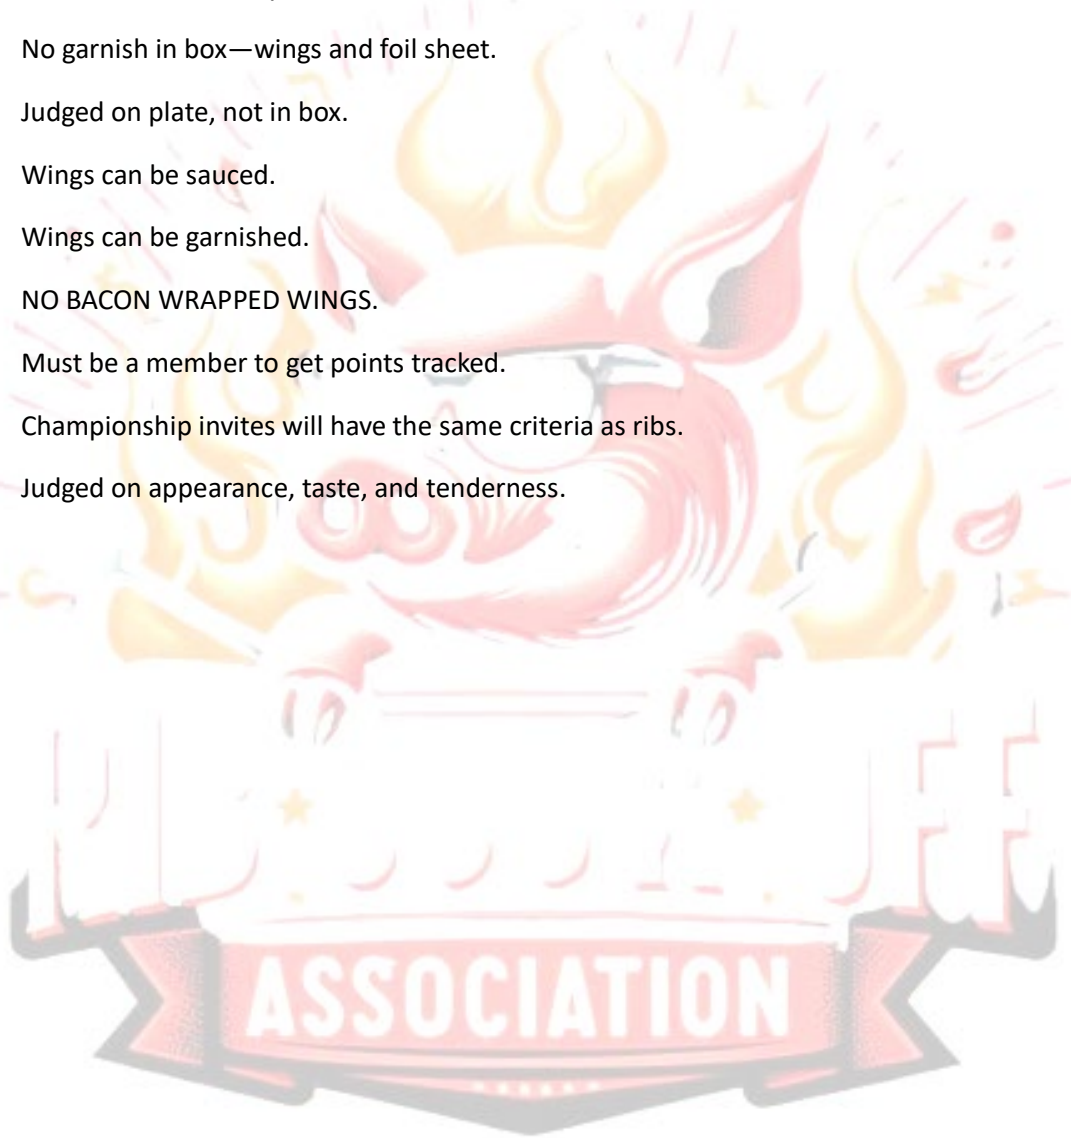 No garnish in box—wings and foil sheet.
Judged on plate, not in box.
Wings can be sauced.
Wings can be garnished.
NO BACON WRAPPED WINGS.
Must be a member to get points tracked.
Championship invites will have the same criteria as ribs.
Judged on appearance, taste, and tenderness.
ASSOCIATION